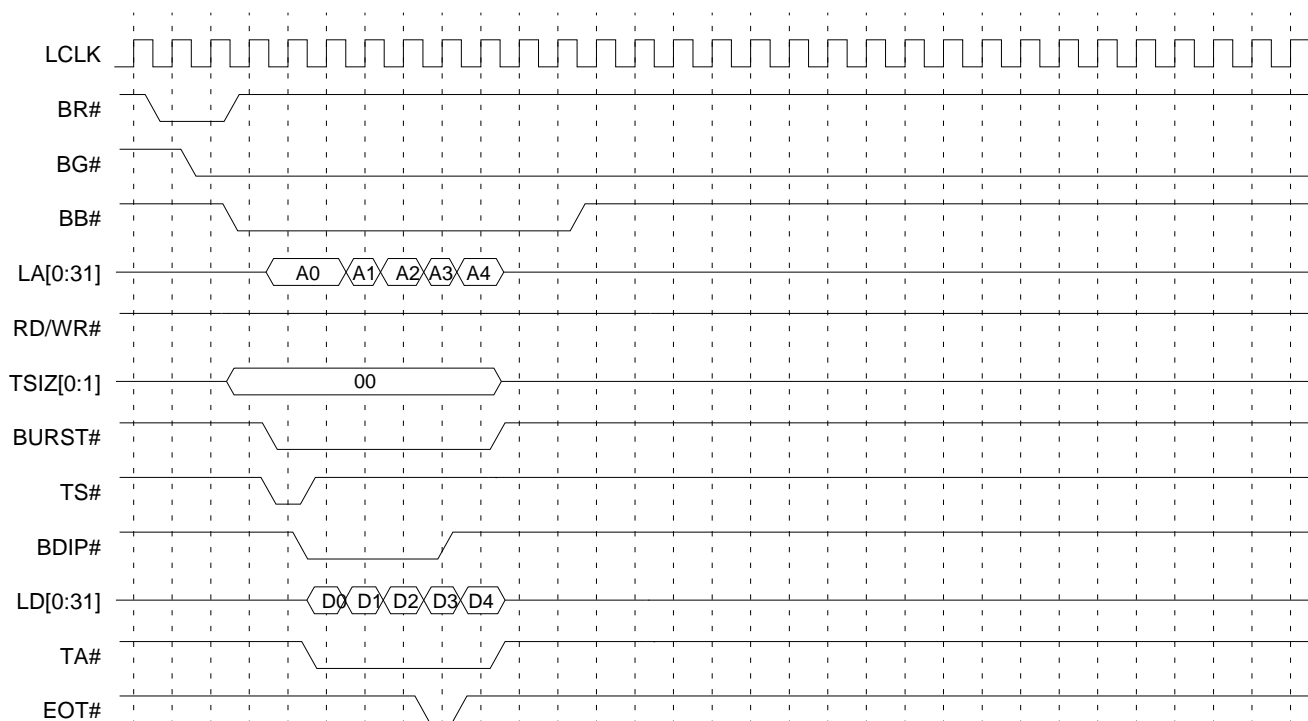 LCLK
BR#
BG#
BB#
LA[0:31] A0 A1 A2 A3 A4
RD/WR#
TSIZ[0:1] 00
BURST#
TS#
BDIP#
LD[0:31] D0 D1 D2 D3 D4
TA#
EOT#